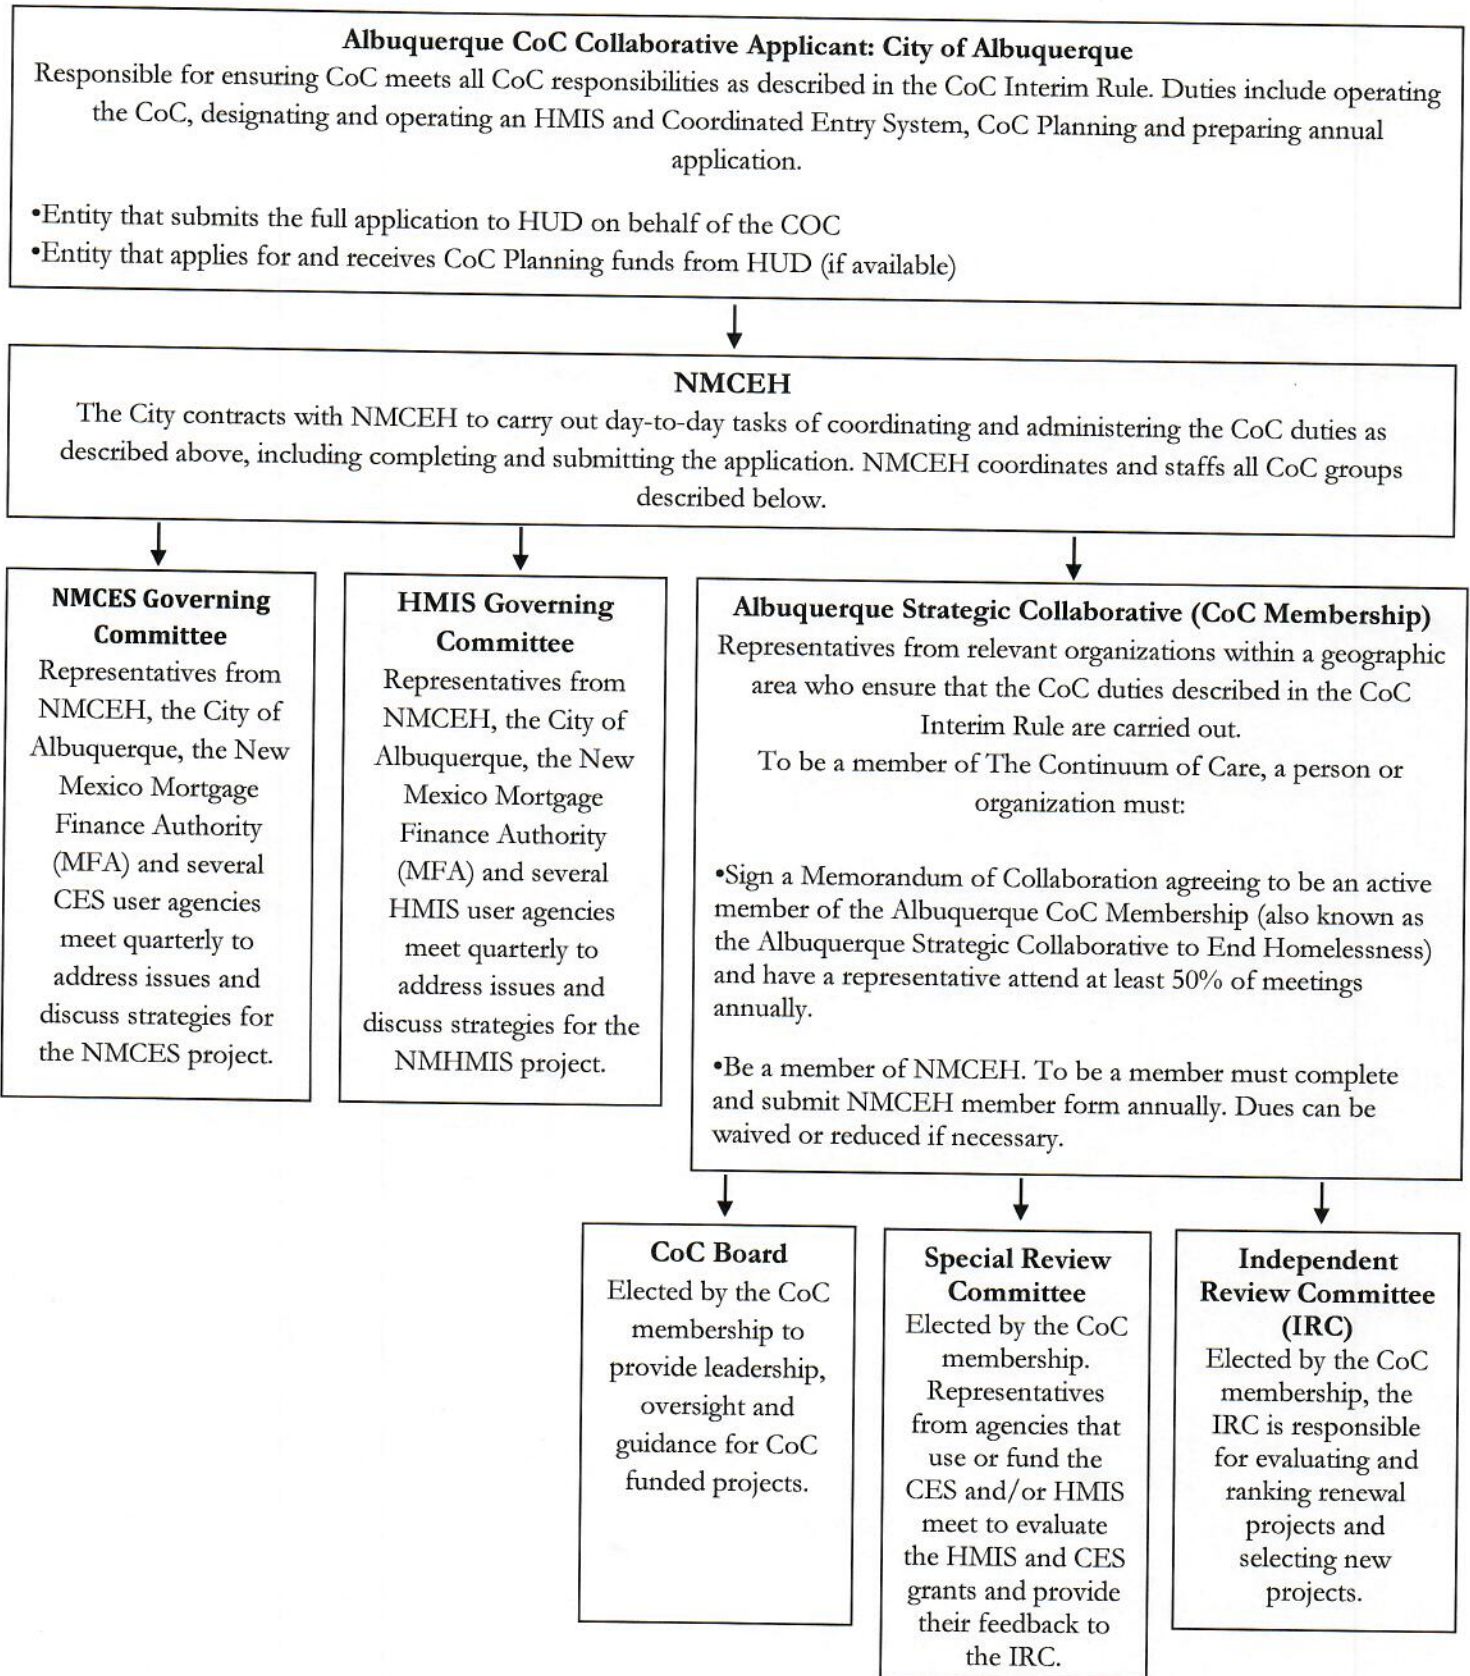 Albuquerque CoC Collaborative Applicant: City of Albuquerque
Responsible for ensuring CoC meets all CoC responsibilities as described in the CoC Interim Rule. Duties include operating
the CoC, designating and operating an HMIS and Coordinated Entry System, CoC Planning and preparing annual
application.
•Entity that submits the full application to HUD on behalf of the COC
•Entity that applies for and receives CoC Planning funds from HUD (if available)
NMCEH
The City contracts with NMCEH to carry out day-to-day tasks of coordinating and administering the CoC duties as
described above, including completing and submitting the application. NMCEH coordinates and staffs all CoC groups
described below.
NMCES Governing
Committee
Representatives from
NMCEH, the City of
Albuquerque, the New
Mexico Mortgage
Finance Authority
(MFA) and several
CES user agencies
meet quarterly to
address issues and
discuss strategies for
the NMCES project.
HMIS Governing
Committee
Representatives from
NMCEH, the City of
Albuquerque, the New
Mexico Mortgage
Finance Authority
(MFA) and several
HMIS user agencies
meet quarterly to
address issues and
discuss strategies for the
NMHMIS project.
Albuquerque Strategic Collaborative (CoC Membership)
Representatives from relevant organizations within a geographic
area who ensure that the CoC duties described in the CoC
Interim Rule are carried out.
To be a member of The Continuum of Care, a person or
organization must:
•Sign a Memorandum of Collaboration agreeing to be an active
member of the Albuquerque CoC Membership (also known as
the Albuquerque Strategic Collaborative to End Homelessness)
and have a representative attend at least 50% of meetings
annually.
•Be a member of NMCEH. To be a member must complete
and submit NMCEH member form annually. Dues can be
waived or reduced if necessary.
CoC Board
Elected by the CoC
membership to
provide leadership,
oversight and
guidance for CoC
funded projects.
Special Review
Committee
Elected by the CoC
membership.
Representatives
from agencies that
use or fund the
CES and/or HMIS
meet to evaluate
the HMIS and CES
grants and provide
their feedback to
the IRC.
Independent
Review Committee
(IRC)
Elected by the CoC
membership, the
IRC is responsible
for evaluating and
ranking renewal
projects and
selecting new
projects.